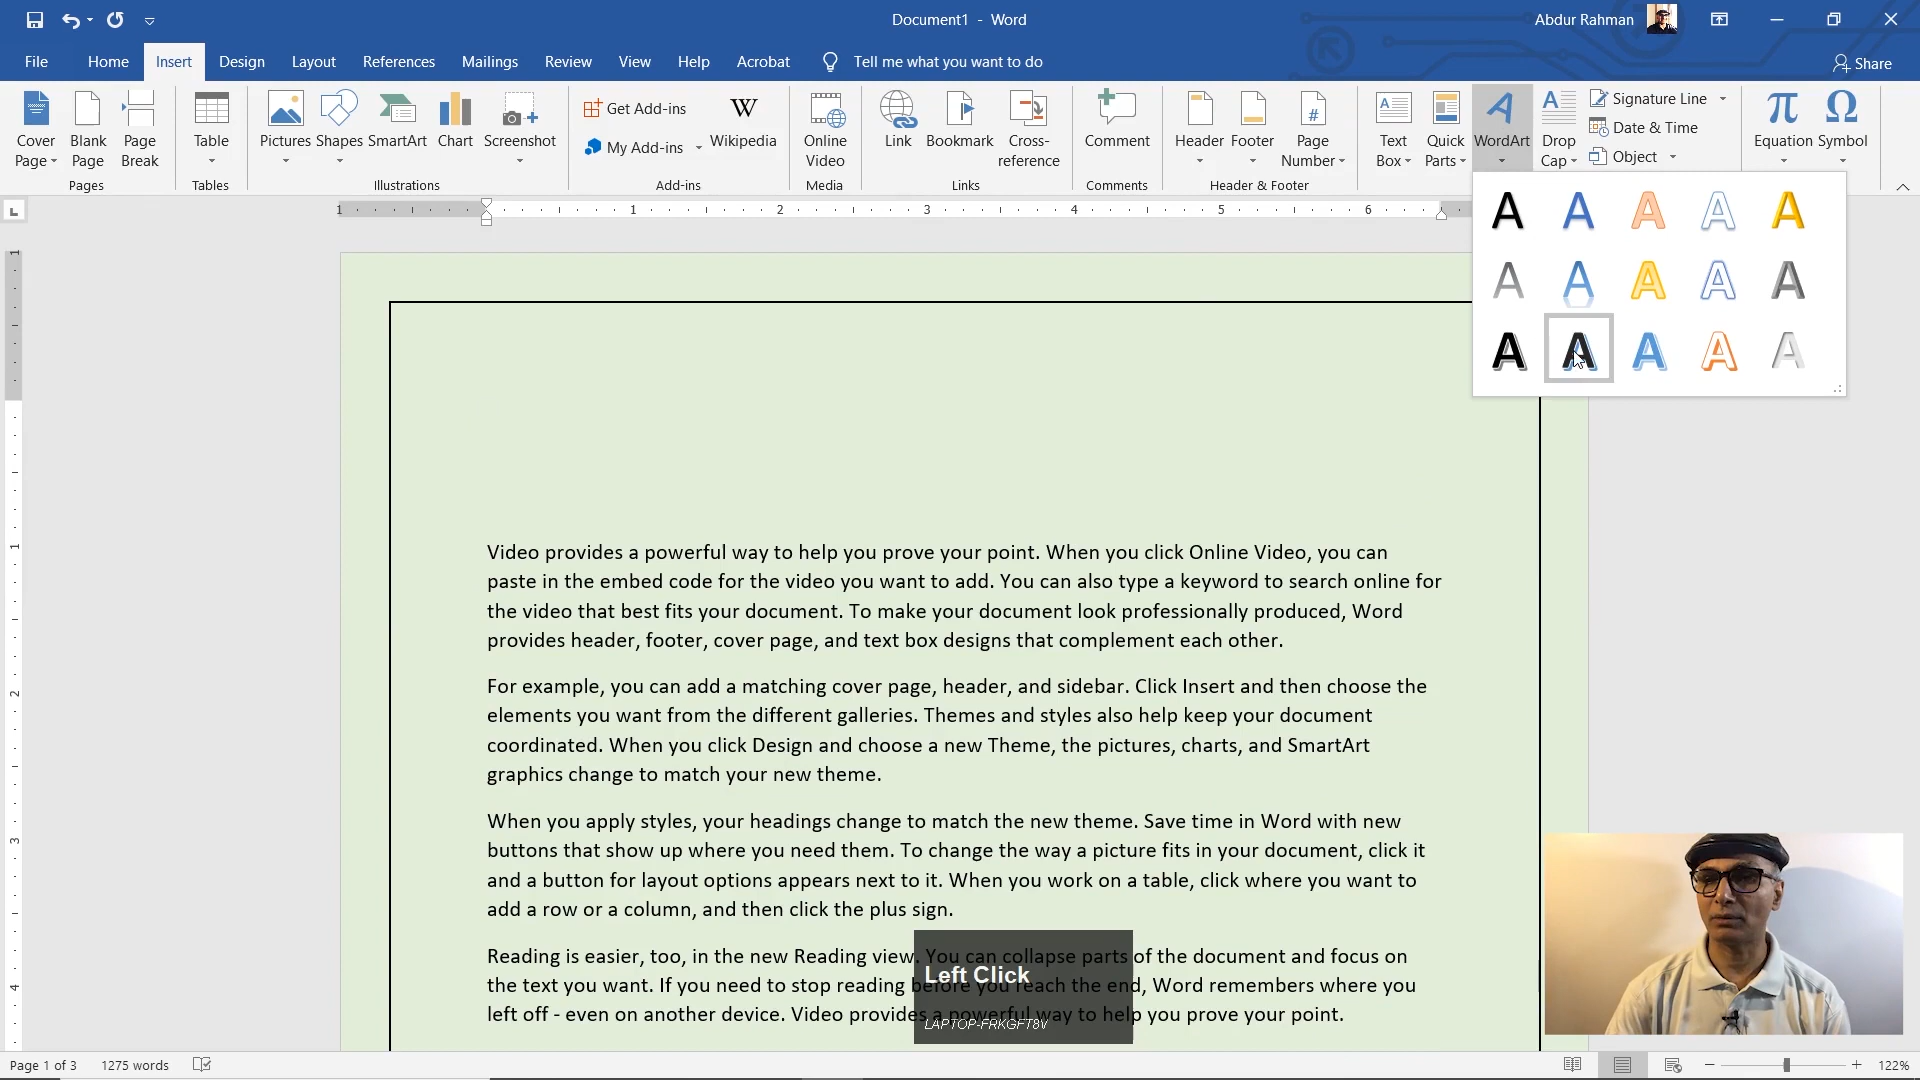 Document1 - Word
Abdur Rahman
File Home Insert Design Layout References Mailings Review View Help Acrobat Tell me what you want to do
Share
Cover Page
Blank Page
Page Break
Pages
Table
Tables
Pictures
Shapes
SmartArt
Chart
Screenshot
Illustrations
Get Add-ins
My Add-ins
W
Wikipedia
Add-ins
Online Video
Media
Link
Bookmark
Cross-reference
Links
Comment
Comments
Header
Footer
#
Page Number
Header & Footer
A
Text Box
Quick Parts
A
WordArt
A
Drop Cap
Signature Line
Date & Time
Object
π
Equation
Ω
Symbol
L
1 1 2 3 4 5 6
A A A A A
A A A A A
A A A A A
1
1
2
3
4
Video provides a powerful way to help you prove your point. When you click Online Video, you can
paste in the embed code for the video you want to add. You can also type a keyword to search online for
the video that best fits your document. To make your document look professionally produced, Word
provides header, footer, cover page, and text box designs that complement each other.
For example, you can add a matching cover page, header, and sidebar. Click Insert and then choose the
elements you want from the different galleries. Themes and styles also help keep your document
coordinated. When you click Design and choose a new Theme, the pictures, charts, and SmartArt
graphics change to match your new theme.
When you apply styles, your headings change to match the new theme. Save time in Word with new
buttons that show up where you need them. To change the way a picture fits in your document, click it
and a button for layout options appears next to it. When you work on a table, click where you want to
add a row or a column, and then click the plus sign.
Reading is easier, too, in the new Reading view. You can collapse parts of the document and focus on
the text you want. If you need to stop reading before you reach the end, Word remembers where you
left off - even on another device. Video provides a powerful way to help you prove your point.
Left Click
LAPTOP-FRKGFT8V
Page 1 of 3 1275 words
122%